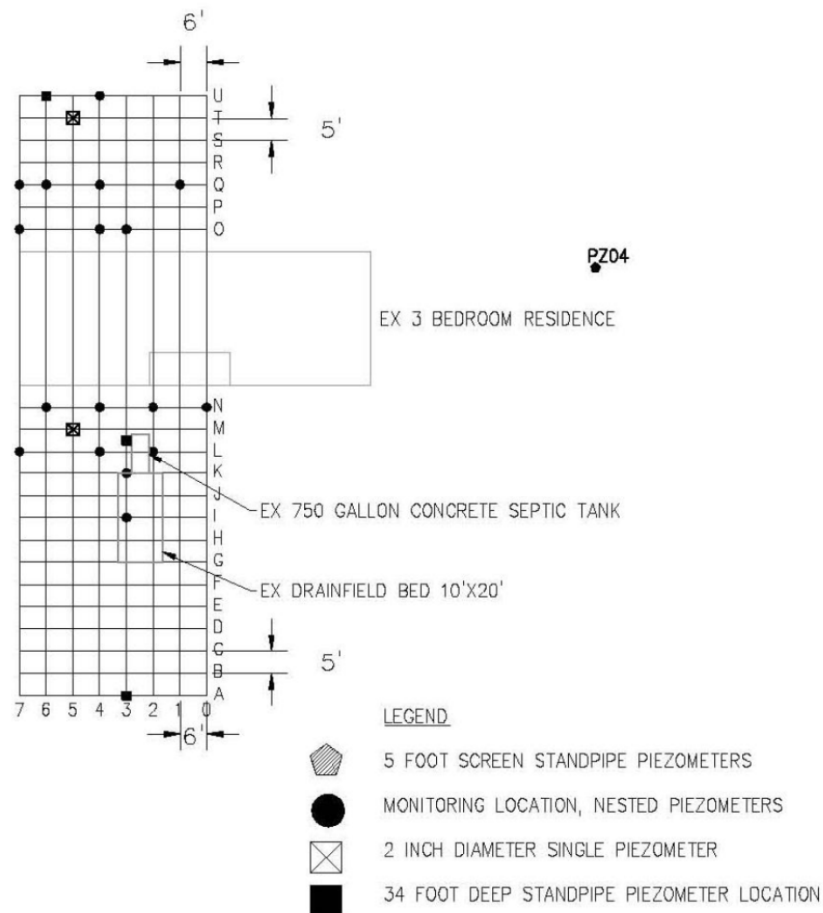 6'
U
T
5'
S
R
Q
P
O
PZ04
EX 3 BEDROOM RESIDENCE
N
M
L
K
J
EX 750 GALLON CONCRETE SEPTIC TANK
I
H
G
F
EX DRAINFIELD BED 10'X20'
E
D
C
5'
B
A
7 6 5 4 3 2 1 0
6'
LEGEND
5 FOOT SCREEN STANDPIPE PIEZOMETERS
MONITORING LOCATION, NESTED PIEZOMETERS
2 INCH DIAMETER SINGLE PIEZOMETER
34 FOOT DEEP STANDPIPE PIEZOMETER LOCATION